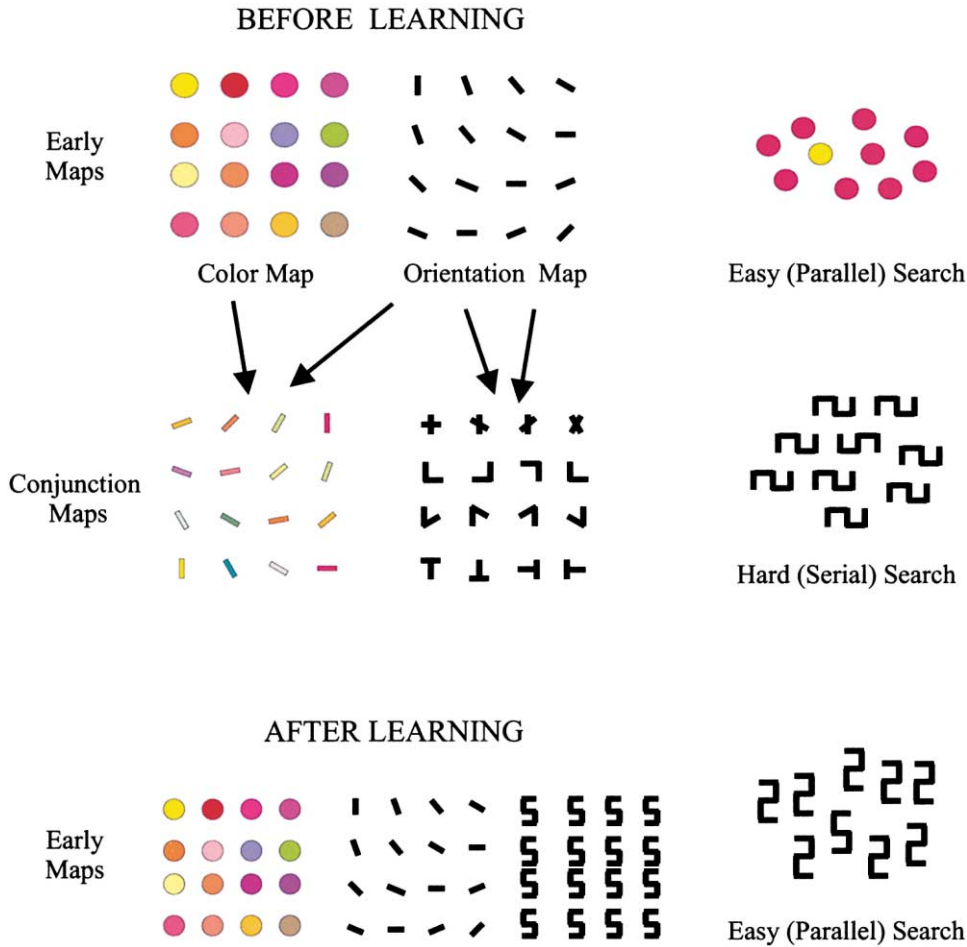 BEFORE LEARNING
Early
Maps
Color Map
Orientation Map
Easy (Parallel) Search
Conjunction
Maps
Hard (Serial) Search
AFTER LEARNING
Early
Maps
Easy (Parallel) Search